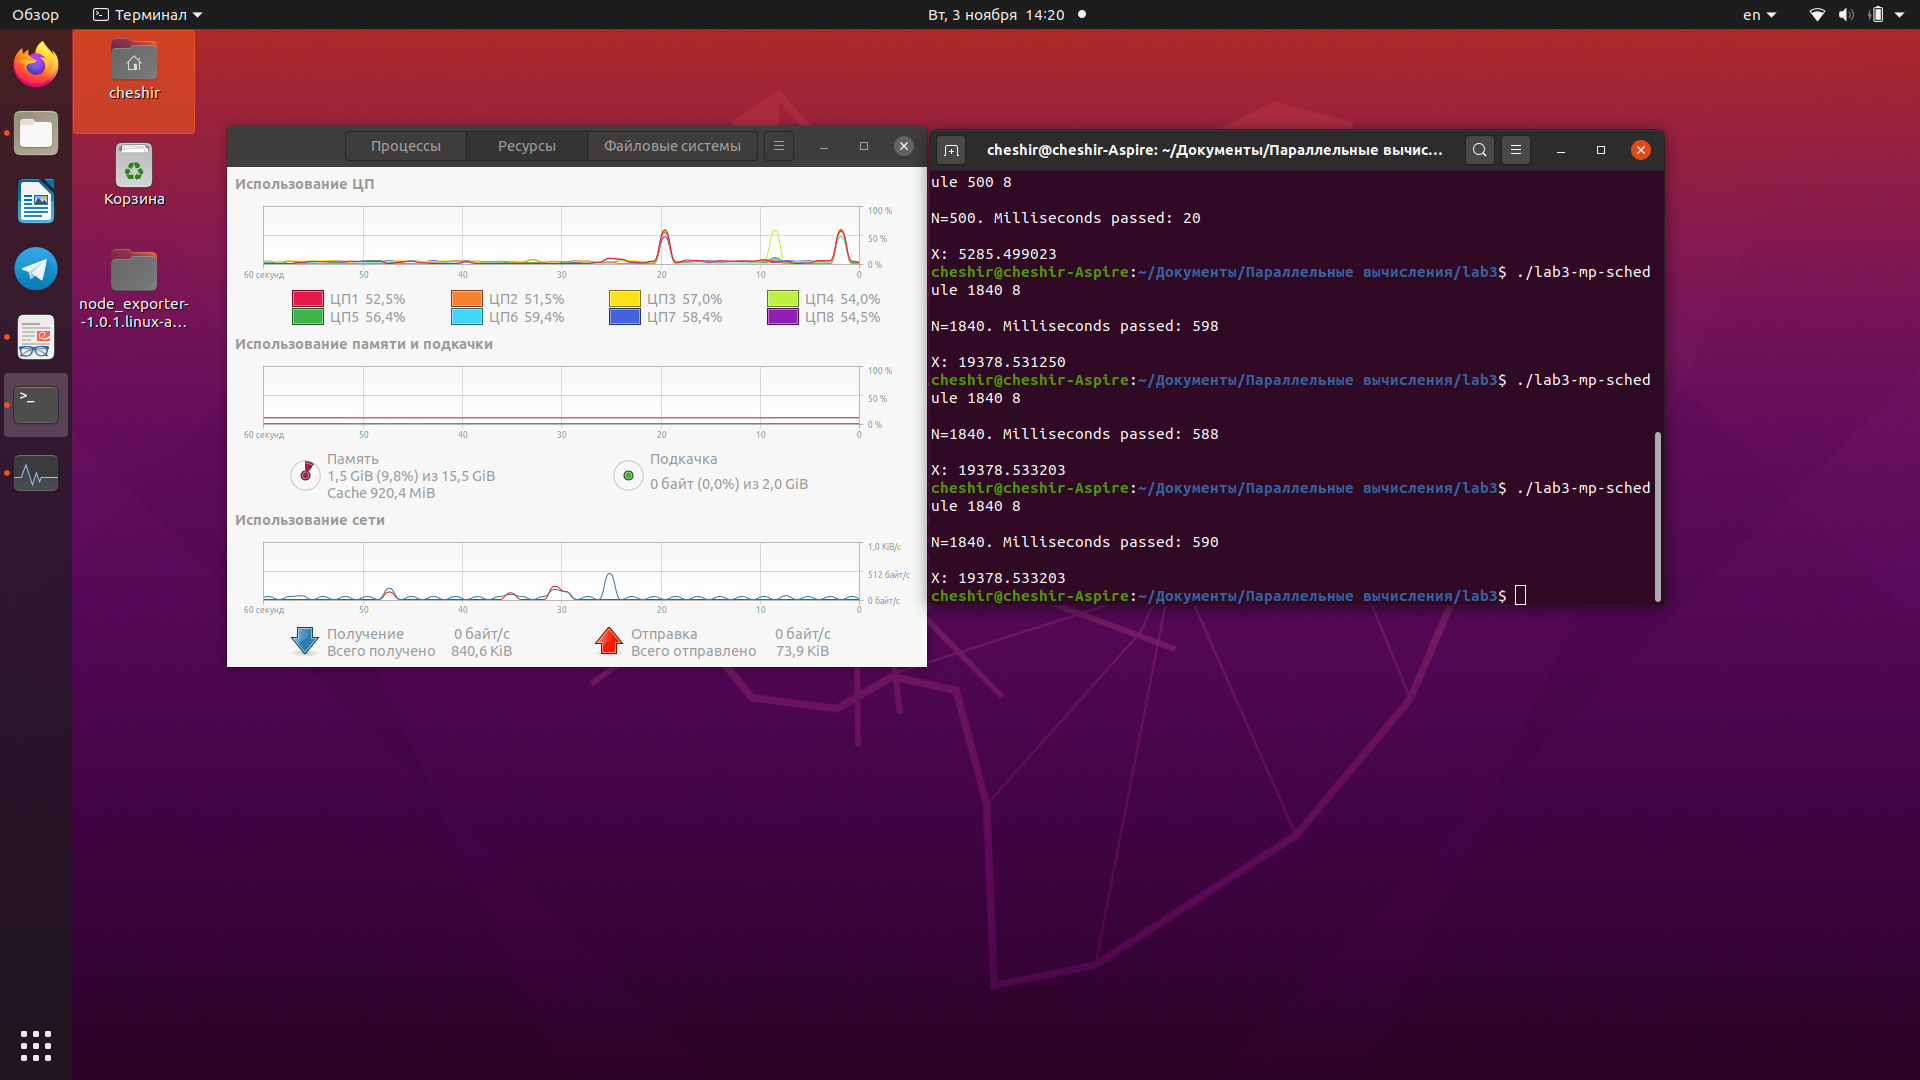 Обзор
Терминал
Вт, 3 ноября 14:20
en
cheshir
Корзина
node_exporter-
-1.0.1.linux-a...
Процессы
Ресурсы
Файловые системы
Использование ЦП
100 %
50 %
0 %
60 секунд
50
40
30
20
10
0
ЦП1 52,5%
ЦП2 51,5%
ЦП3 57,0%
ЦП4 54,0%
ЦП5 56,4%
ЦП6 59,4%
ЦП7 58,4%
ЦП8 54,5%
Использование памяти и подкачки
100 %
50 %
0 %
60 секунд
50
40
30
20
10
0
Память
1,5 GiB (9,8%) из 15,5 GiB
Cache 920,4 MiB
Подкачка
0 байт (0,0%) из 2,0 GiB
Использование сети
1,0 KiB/с
512 байт/с
0 байт/с
60 секунд
50
40
30
20
10
0
Получение 0 байт/с
Всего получено 840,6 KiB
Отправка 0 байт/с
Всего отправлено 73,9 KiB
cheshir@cheshir-Aspire: ~/Документы/Параллельные вычис...
ule 500 8
N=500. Milliseconds passed: 20
X: 5285.499023
cheshir@cheshir-Aspire:~/Документы/Параллельные вычисления/lab3$ ./lab3-mp-sched
ule 1840 8
N=1840. Milliseconds passed: 598
X: 19378.531250
cheshir@cheshir-Aspire:~/Документы/Параллельные вычисления/lab3$ ./lab3-mp-sched
ule 1840 8
N=1840. Milliseconds passed: 588
X: 19378.533203
cheshir@cheshir-Aspire:~/Документы/Параллельные вычисления/lab3$ ./lab3-mp-sched
ule 1840 8
N=1840. Milliseconds passed: 590
X: 19378.533203
cheshir@cheshir-Aspire:~/Документы/Параллельные вычисления/lab3$